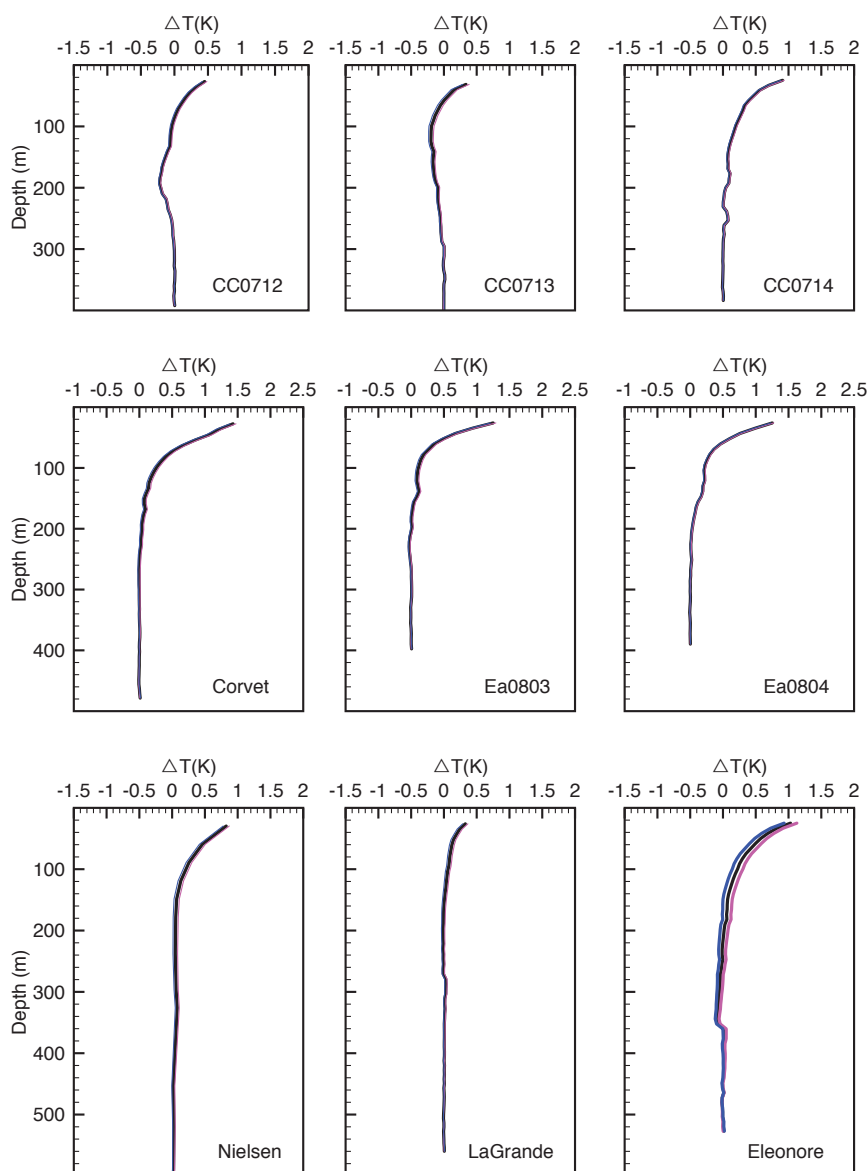 △T(K) △T(K) △T(K)
-1.5 -1 -0.5 0 0.5 1 1.5 2 -1.5 -1 -0.5 0 0.5 1 1.5 2 -1.5 -1 -0.5 0 0.5 1 1.5 2
Depth (m)
100
200
300
CC0712 CC0713 CC0714
△T(K) △T(K) △T(K)
-1 -0.5 0 0.5 1 1.5 2 2.5 -1 -0.5 0 0.5 1 1.5 2 2.5 -1 -0.5 0 0.5 1 1.5 2 2.5
Depth (m)
100
200
300
400
Corvet Ea0803 Ea0804
△T(K) △T(K) △T(K)
-1.5 -1 -0.5 0 0.5 1 1.5 2 -1.5 -1 -0.5 0 0.5 1 1.5 2 -1.5 -1 -0.5 0 0.5 1 1.5 2
Depth (m)
100
200
300
400
500
Nielsen LaGrande Eleonore